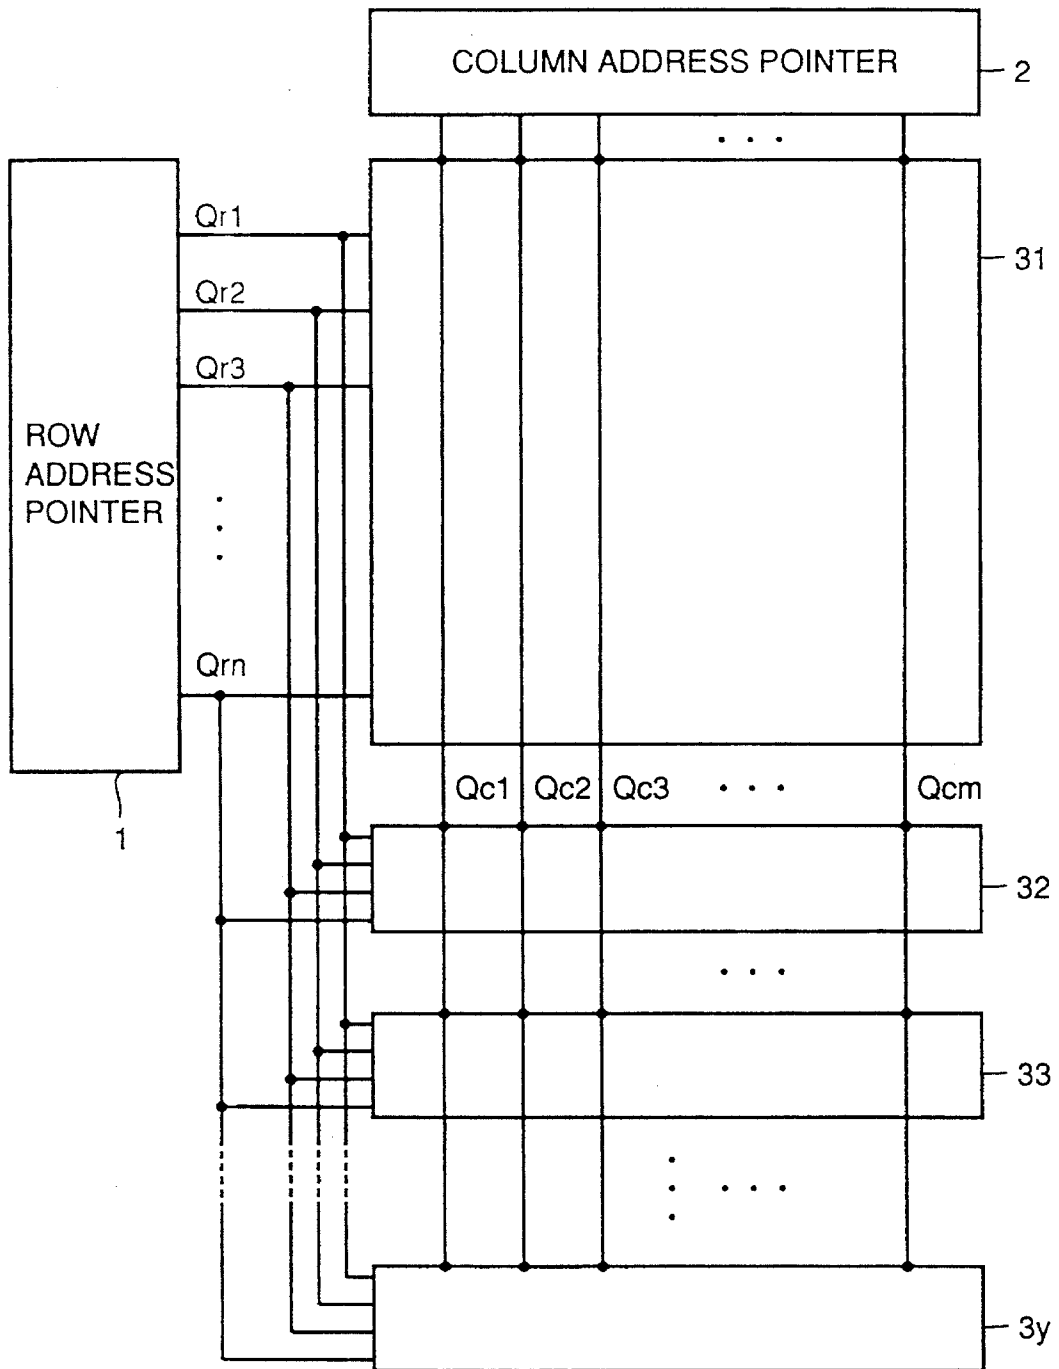 COLUMN ADDRESS POINTER
2
31
Qr1
Qr2
Qr3
ROW
ADDRESS
POINTER
Qrn
1
Qc1 Qc2 Qc3 . . . Qcm
32
33
3y